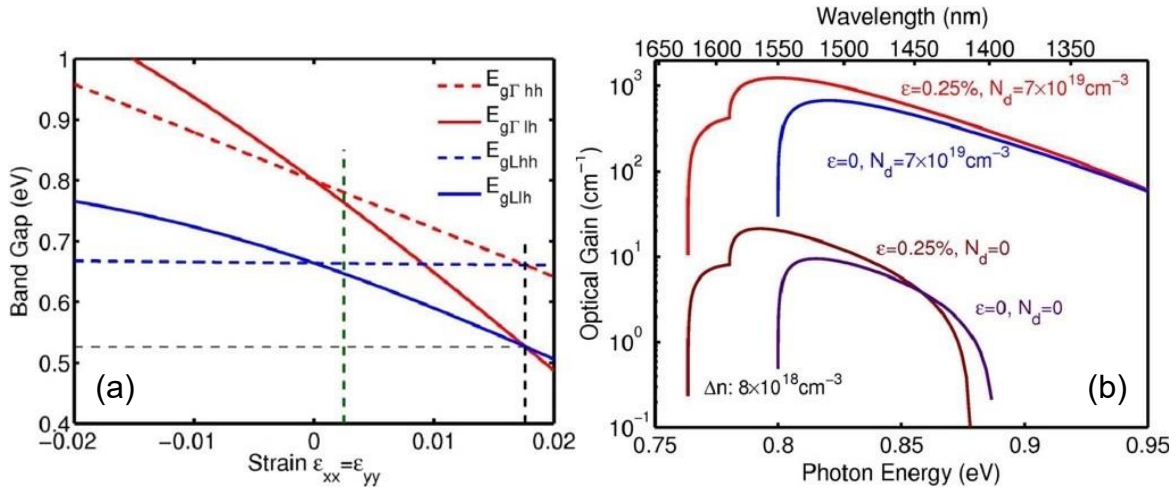 1
0.9
0.8
0.7
0.6
0.5
0.4
Band Gap (eV)
E_gΓ hh
E_gΓ lh
E_gLhh
E_gLlh
(a)
−0.02
−0.01
0
0.01
0.02
Strain ε_xx=ε_yy
Wavelength (nm)
1650
1600
1550
1500
1450
1400
1350
10^3
10^2
10^1
10^0
10^−1
Optical Gain (cm^−1)
ε=0.25%, N_d=7×10^19cm^−3
ε=0, N_d=7×10^19cm^−3
ε=0.25%, N_d=0
ε=0, N_d=0
Δn: 8×10^18cm^−3
(b)
0.75
0.8
0.85
0.9
0.95
Photon Energy (eV)